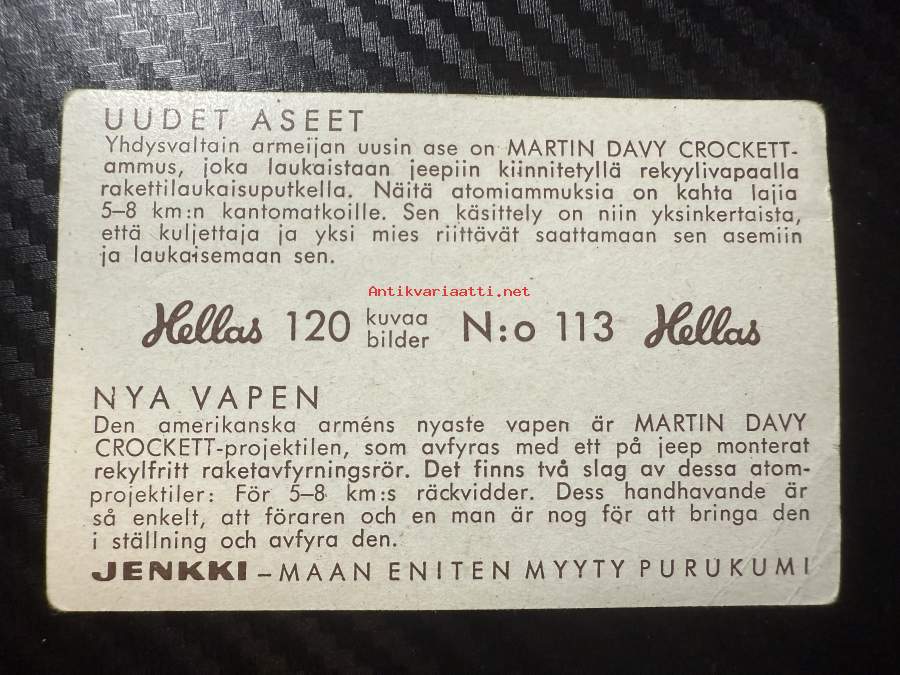 UUDET ASEET
Yhdysvaltain armeijan uusin ase on MARTIN DAVY CROCKETT-
ammus, joka laukaistaan jeepiin kiinnitetyllä rekyylivapaalla
rakettilaukaisuputkella. Näitä atomiammuksia on kahta lajia
5–8 km:n kantomatkoille. Sen käsittely on niin yksinkertaista,
että kuljettaja ja yksi mies riittävät saattamaan sen asemiin
ja laukaisemaan sen.
Antikvariaatti.net
Hellas 120 kuvaa bilder N:o 113 Hellas
NYA VAPEN
Den amerikanska arméns nyaste vapen är MARTIN DAVY
CROCKETT-projektilen, som avfyras med ett på jeep monterat
rekylfritt raketavfyrningsrör. Det finns två slag av dessa atom-
projektiler: För 5–8 km:s räckvidder. Dess handhavande är
så enkelt, att föraren och en man är nog för att bringa den
i ställning och avfyra den.
JENKKI – MAAN ENITEN MYYTY PURUKUMI